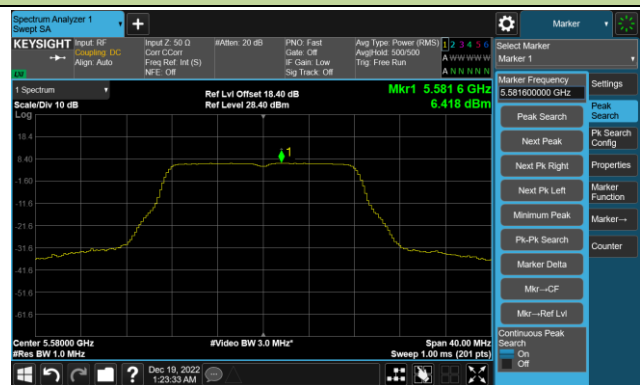 Spectrum Analyzer 1
Swept SA
+
Marker
KEYSIGHT
Input: RF
Coupling: DC
Align: Auto
Input Z: 50 Ω
Corr CCorr
Freq Ref: Int (S)
NFE: Off
#Atten: 20 dB
PNO: Fast
Gate: Off
IF Gain: Low
Sig Track: Off
Avg Type: Power (RMS)
Avg|Hold: 500/500
Trig: Free Run
1 2 3 4 5 6
A W W W W W
A N N N N N
Select Marker
Marker 1
1 Spectrum
Scale/Div 10 dB
Log
Ref Lvl Offset 18.40 dB
Ref Level 28.40 dBm
Mkr1 5.581 6 GHz
6.418 dBm
18.4
8.40
-1.60
-11.6
-21.6
-31.6
-41.6
-51.6
-61.6
1
Center 5.58000 GHz
#Res BW 1.0 MHz
#Video BW 3.0 MHz*
Span 40.00 MHz
Sweep 1.00 ms (201 pts)
Marker Frequency
5.581600000 GHz
Peak Search
Next Peak
Next Pk Right
Next Pk Left
Minimum Peak
Pk-Pk Search
Marker Delta
Mkr→CF
Mkr→Ref Lvl
Continuous Peak
Search
On
Off
Settings
Peak
Search
Pk Search
Config
Properties
Marker
Function
Marker→
Counter
?
Dec 19, 2022
1:23:33 AM